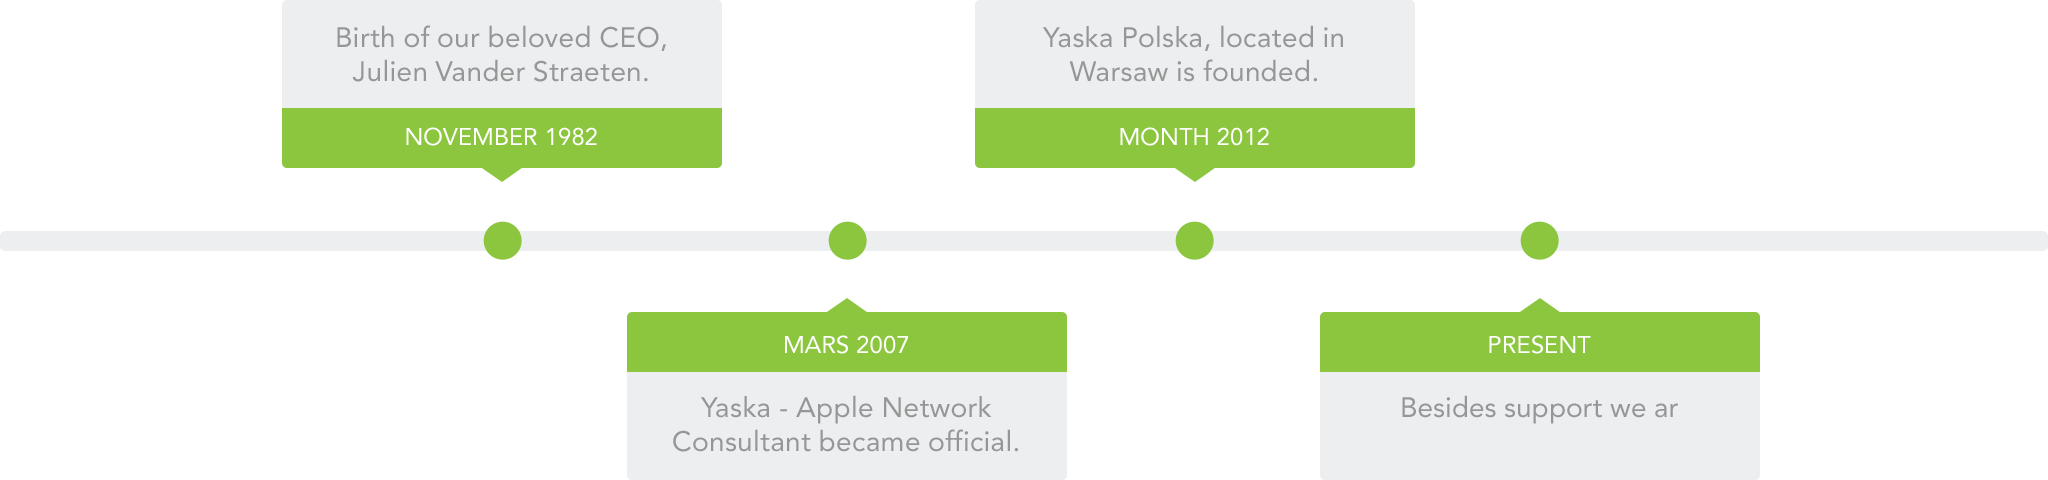 Birth of our beloved CEO,
Julien Vander Straeten.
NOVEMBER 1982
MARS 2007
Yaska - Apple Network
Consultant became official.
Yaska Polska, located in
Warsaw is founded.
MONTH 2012
PRESENT
Besides support we ar